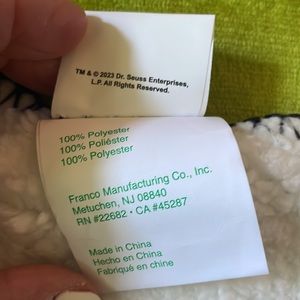 TM & © 2023 Dr. Seuss Enterprises,
L.P. All Rights Reserved.
100% Polyester
100% Poliéster
100% Polyester
Franco Manufacturing Co., Inc.
Metuchen, NJ 08840
RN #22682 • CA #45287
Made in China
Hecho en China
Fabriqué en chine